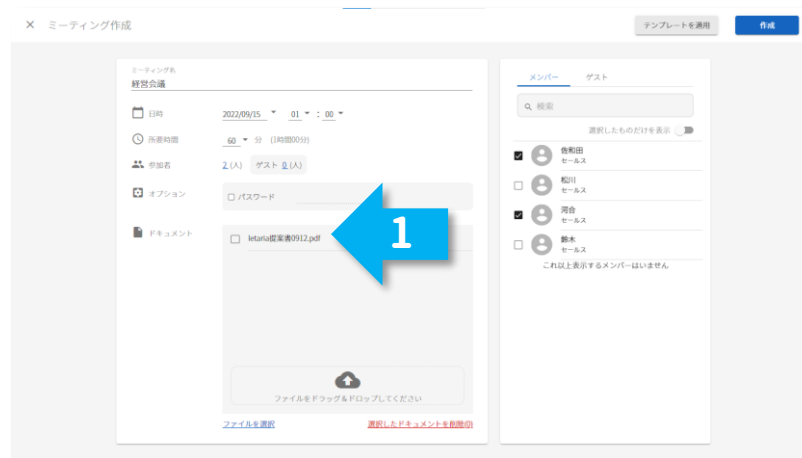 × ミーティング作成
テンプレートを適用
作成
ミーティング名
経営会議
日時 2022/09/15 01 : 00
所要時間 60 分 (1時間00分)
参加者 2 (人) ゲスト 0 (人)
オプション パスワード
ドキュメント letaria提案書0912.pdf
1
ファイルをドラッグ&ドロップしてください
ファイルを選択 選択したドキュメントを削除(0)
メンバー ゲスト
検索
選択したものだけを表示
佐和田
セールス
松川
セールス
河合
セールス
鈴木
セールス
これ以上表示するメンバーはいません